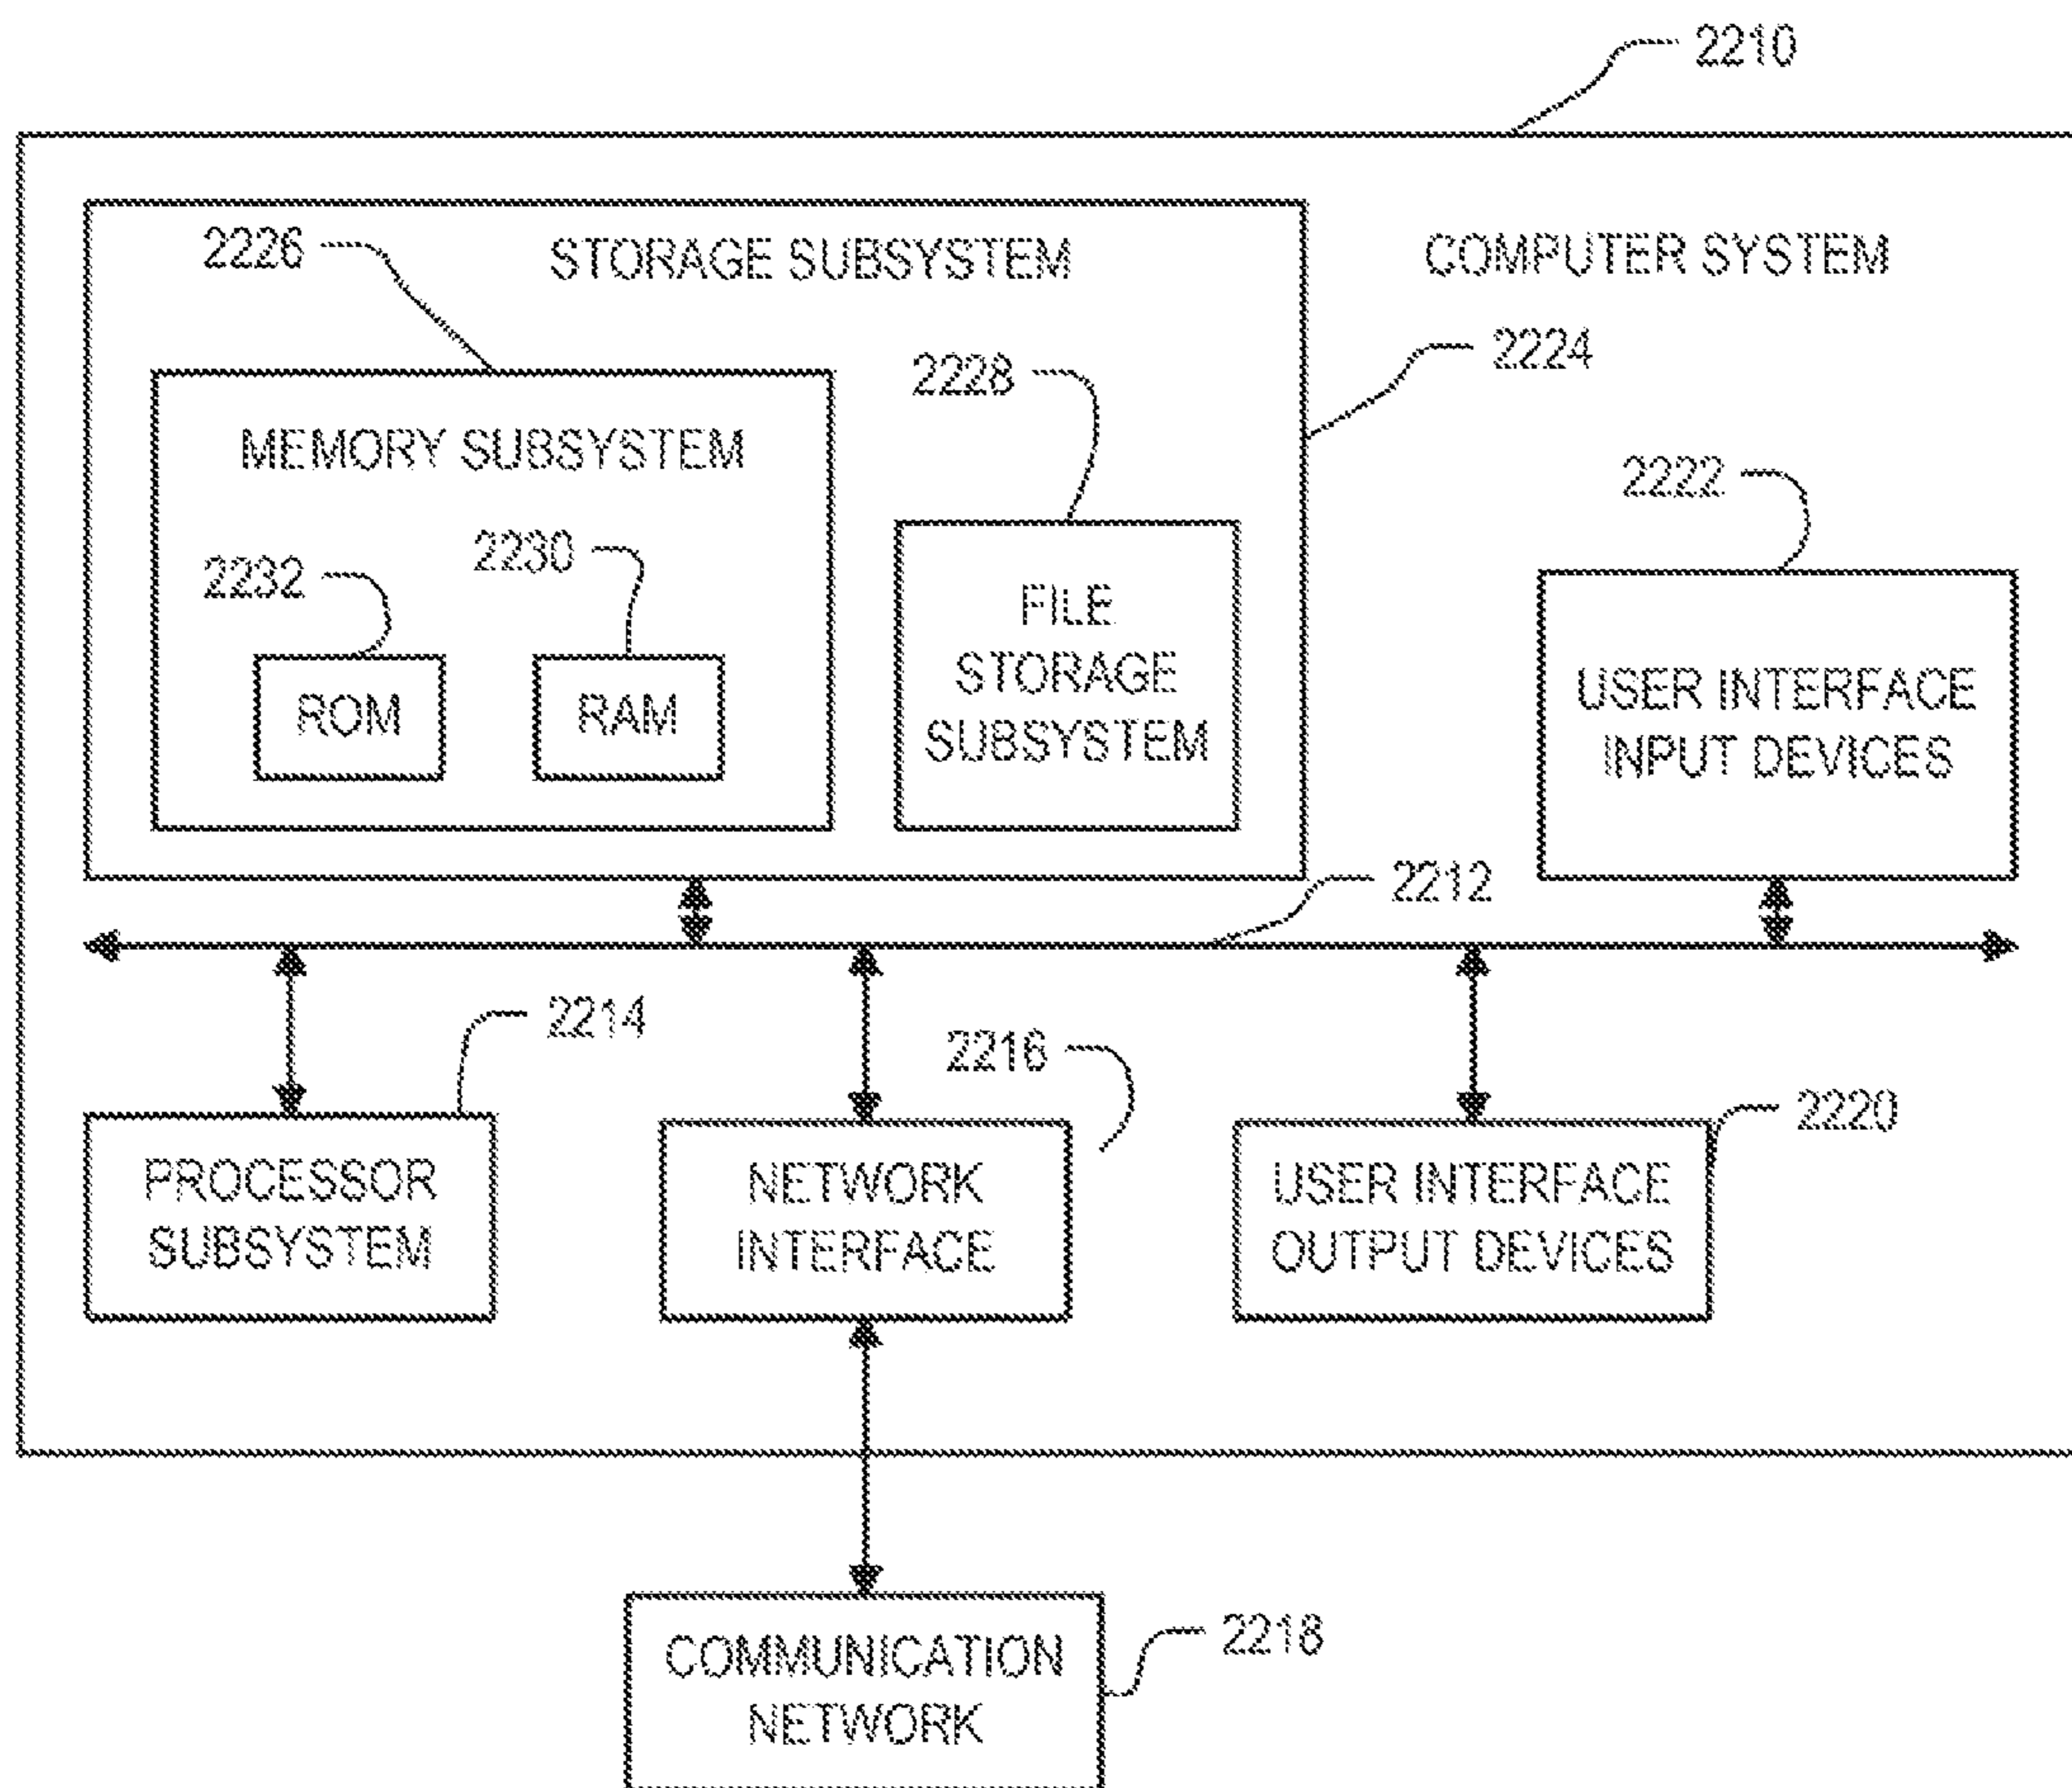 2210
2226
STORAGE SUBSYSTEM
COMPUTER SYSTEM
2224
2228
MEMORY SUBSYSTEM
2222
2232
2230
FILE
STORAGE
SUBSYSTEM
ROM
RAM
USER INTERFACE
INPUT DEVICES
2212
2214
2216
2220
PROCESSOR
SUBSYSTEM
NETWORK
INTERFACE
USER INTERFACE
OUTPUT DEVICES
COMMUNICATION
NETWORK
2218